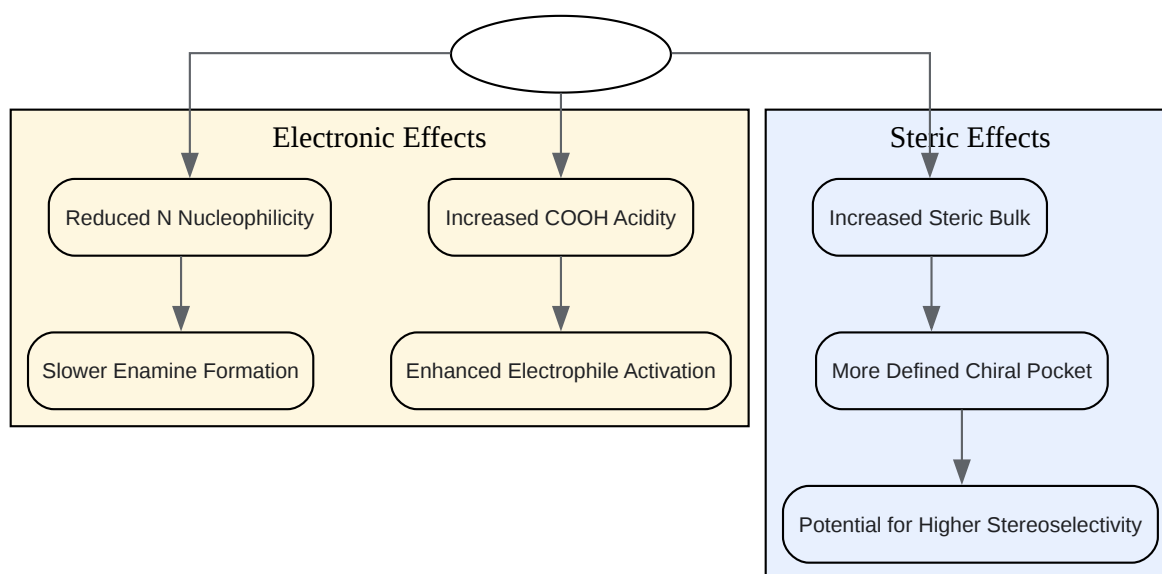 Electronic Effects
Steric Effects
Reduced N Nucleophilicity
Increased COOH Acidity
Increased Steric Bulk
Slower Enamine Formation
Enhanced Electrophile Activation
More Defined Chiral Pocket
Potential for Higher Stereoselectivity